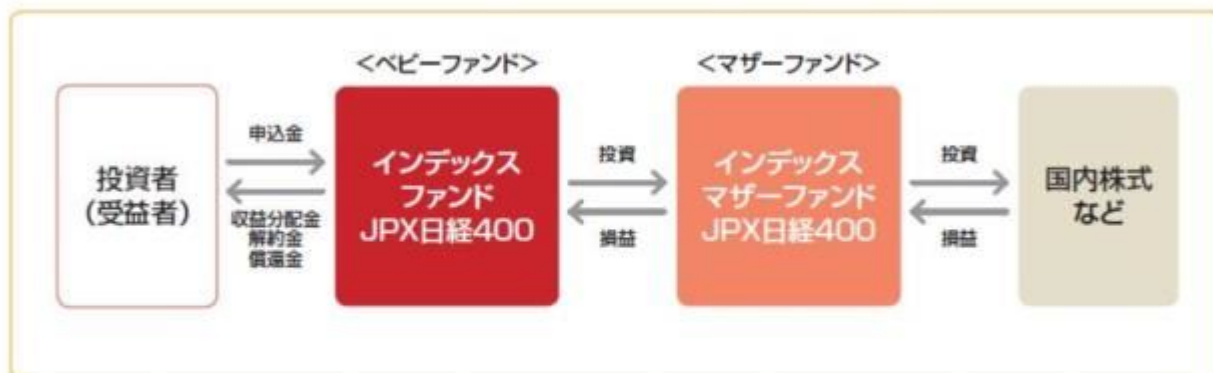 <ベビーファンド>
<マザーファンド>
投資者
(受益者)
申込金
収益分配金
解約金
償還金
インデックス
ファンド
JPX日経400
投資
損益
インデックス
マザーファンド
JPX日経400
投資
損益
国内株式
など